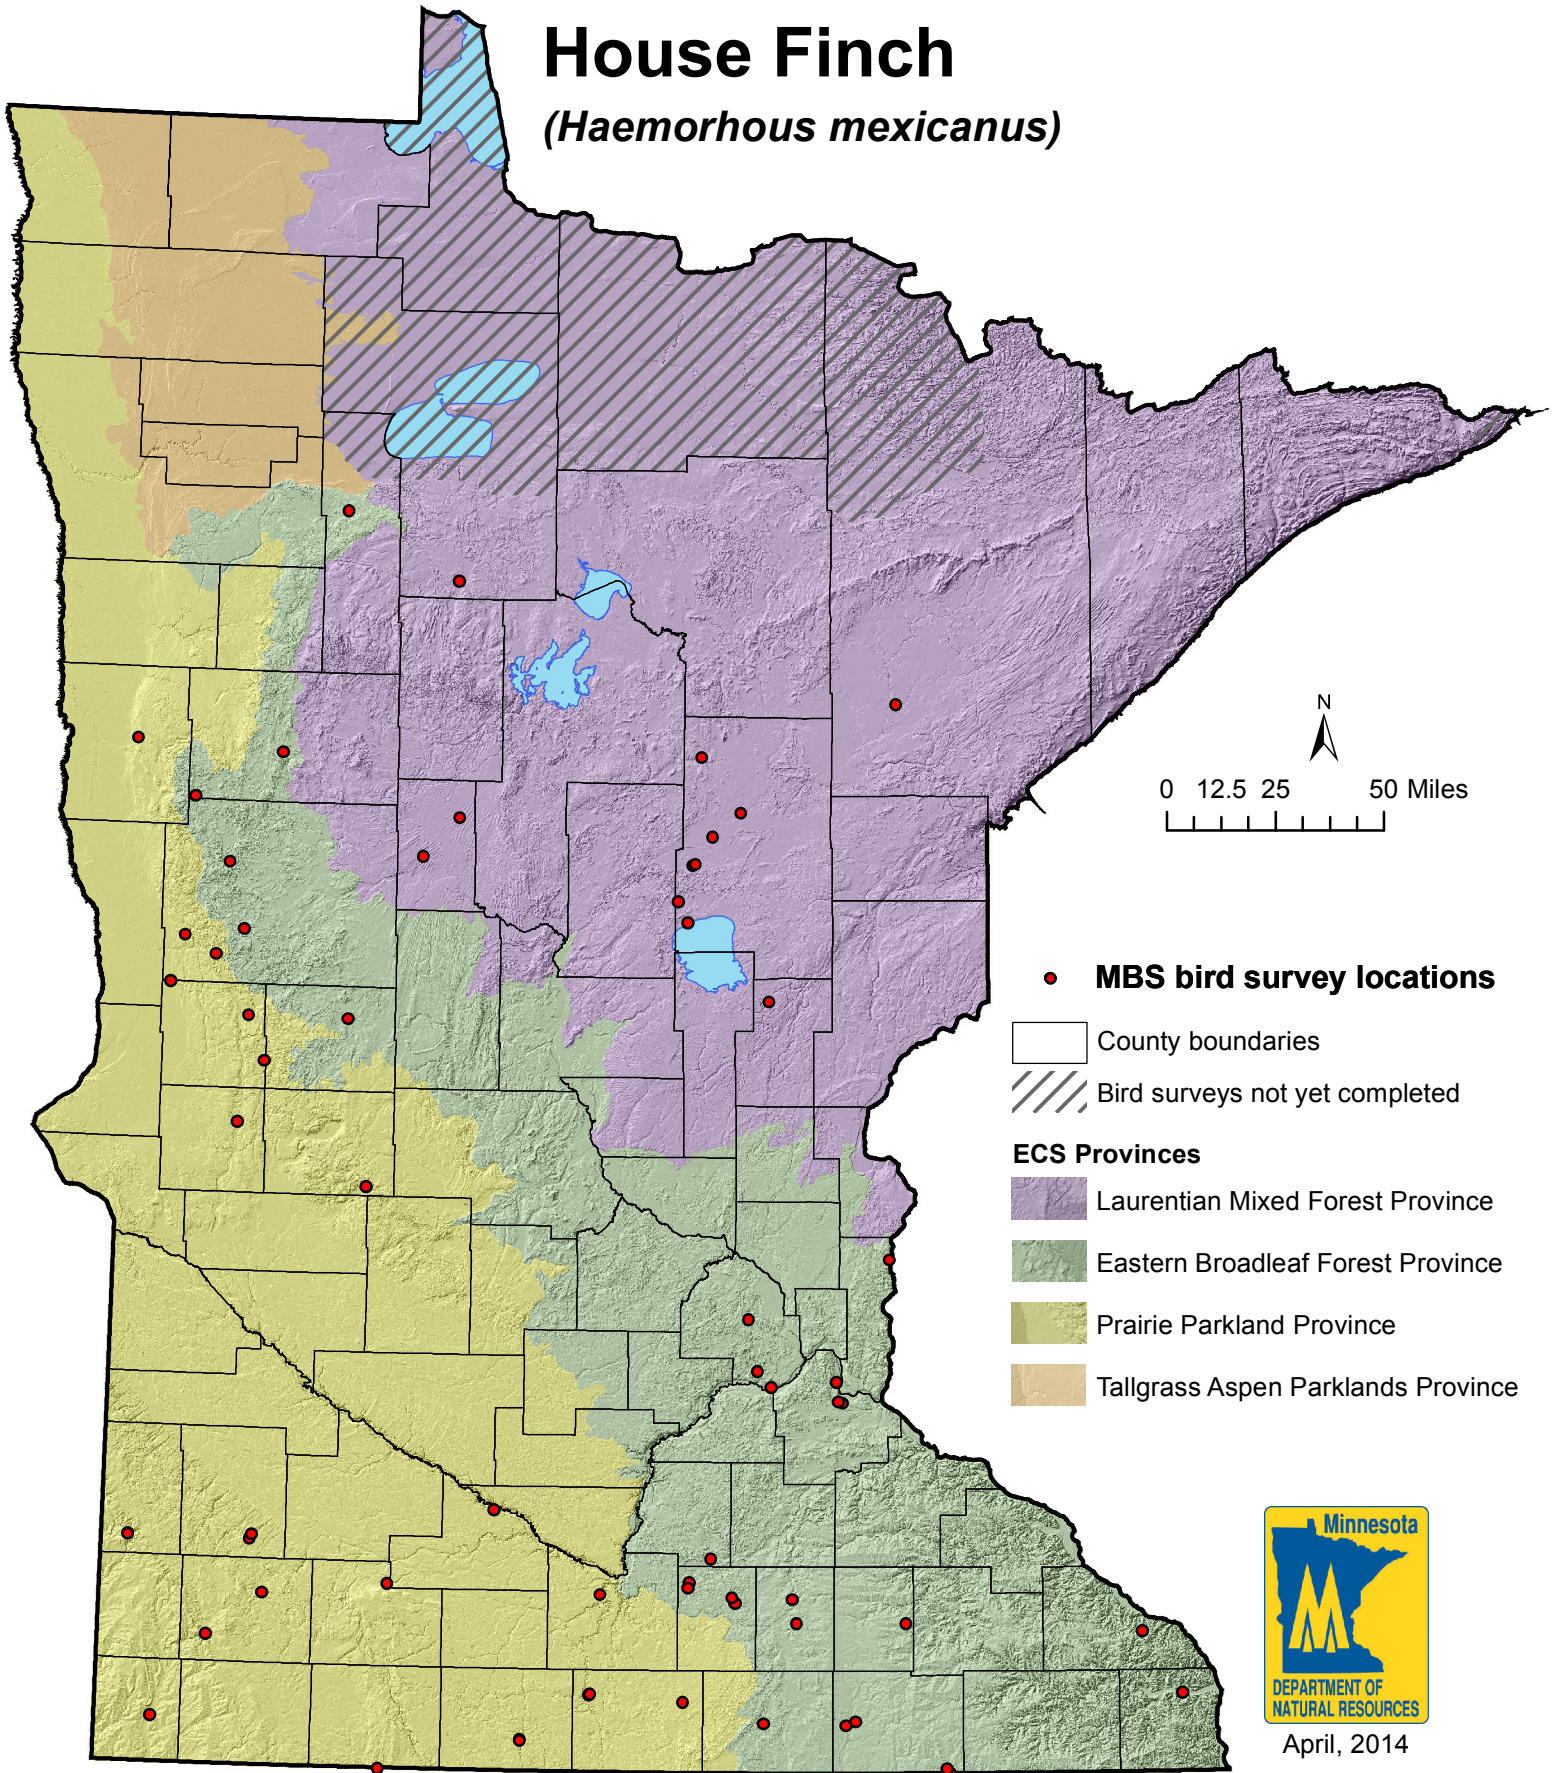 House Finch
(Haemorhous mexicanus)
N
0 12.5 25 50 Miles
MBS bird survey locations
County boundaries
Bird surveys not yet completed
ECS Provinces
Laurentian Mixed Forest Province
Eastern Broadleaf Forest Province
Prairie Parkland Province
Tallgrass Aspen Parklands Province
Minnesota
DEPARTMENT OF
NATURAL RESOURCES
April, 2014